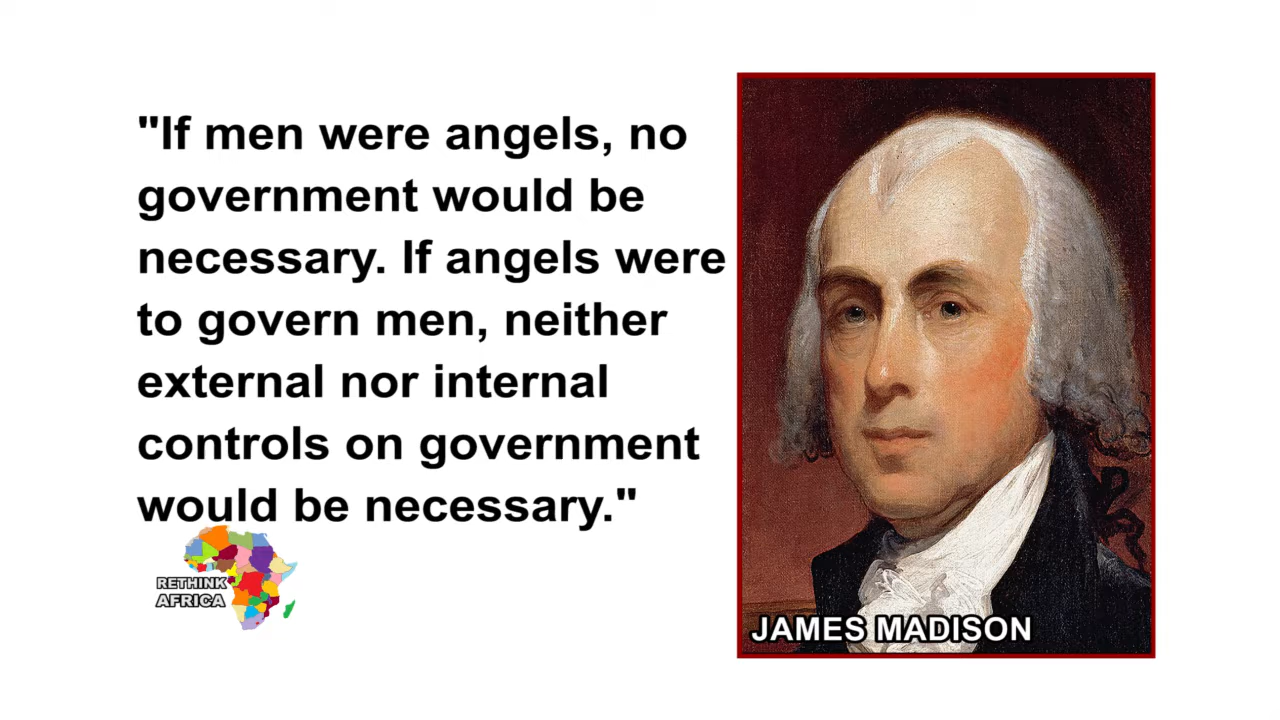 "If men were angels, no
government would be
necessary. If angels were
to govern men, neither
external nor internal
controls on government
would be necessary."
RETHINK
AFRICA
JAMES MADISON